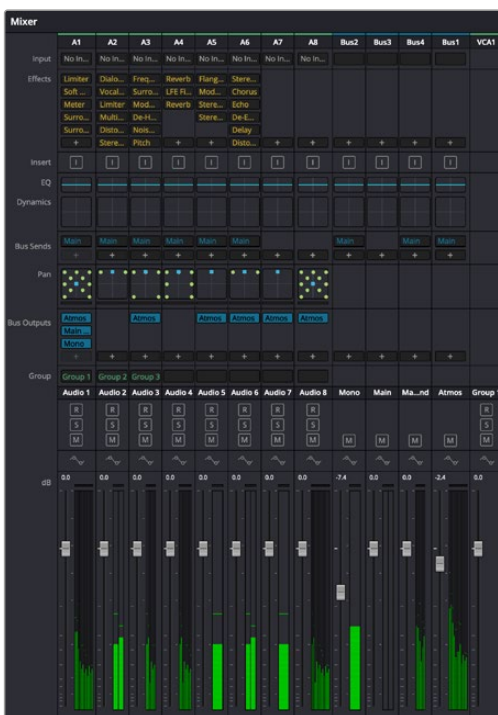 Mixer
A1 A2 A3 A4 A5 A6 A7 A8 Bus2 Bus3 Bus4 Bus1 VCA1
Input No In... No In... No In... No In... No In... No In... No In... No In...
Effects Limiter Dialo... Freq... Reverb Flang... Stere...
Soft ... Vocal... Surro... LFE Fi... Mod... Chorus
Meter Limiter Mod... Reverb Stere... Echo
Surro... Multi... De-H... Stere... De-E...
Surro... Disto... Nois... Delay
+ Stere... Pitch + + Disto... + + + + + +
Insert I I I I I I I I I I I I
EQ
Dynamics
Bus Sends Main Main Main Main Main Main Main Main Main
+ + + + + + + + + + + +
Pan
Bus Outputs Atmos Atmos Atmos Atmos Atmos Atmos
Main ...
Mono
+ + + + + + + + + + + +
Group Group 1 Group 2 Group 3
Audio 1 Audio 2 Audio 3 Audio 4 Audio 5 Audio 6 Audio 7 Audio 8 Mono Main Ma...nd Atmos Group
R R R R R R R R R
S S S S S S S S S
M M M M M M M M M M M M M
dB 0.0 0.0 0.0 0.0 0.0 0.0 0.0 0.0 -7.4 0.0 0.0 -2.4 0.0